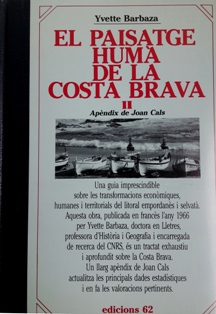 Yvette Barbaza
EL PAISATGE
HUMÀ
DE LA
COSTA BRAVA
II
Apèndix de Joan Cals
Una guia imprescindible
sobre les transformacions econòmiques,
humanes i territorials del litoral empordanès i selvatà.
Aquesta obra, publicada en francès l'any 1966
per Yvette Barbaza, doctora en Lletres,
professora d'Història i Geografia i encarregada
de recerca del CNRS, és un tractat exhaustiu
i aprofundit sobre la Costa Brava.
Un llarg apèndix de Joan Cals
actualitza les principals dades estadístiques
i en fa les valoracions pertinents.
edicions 62